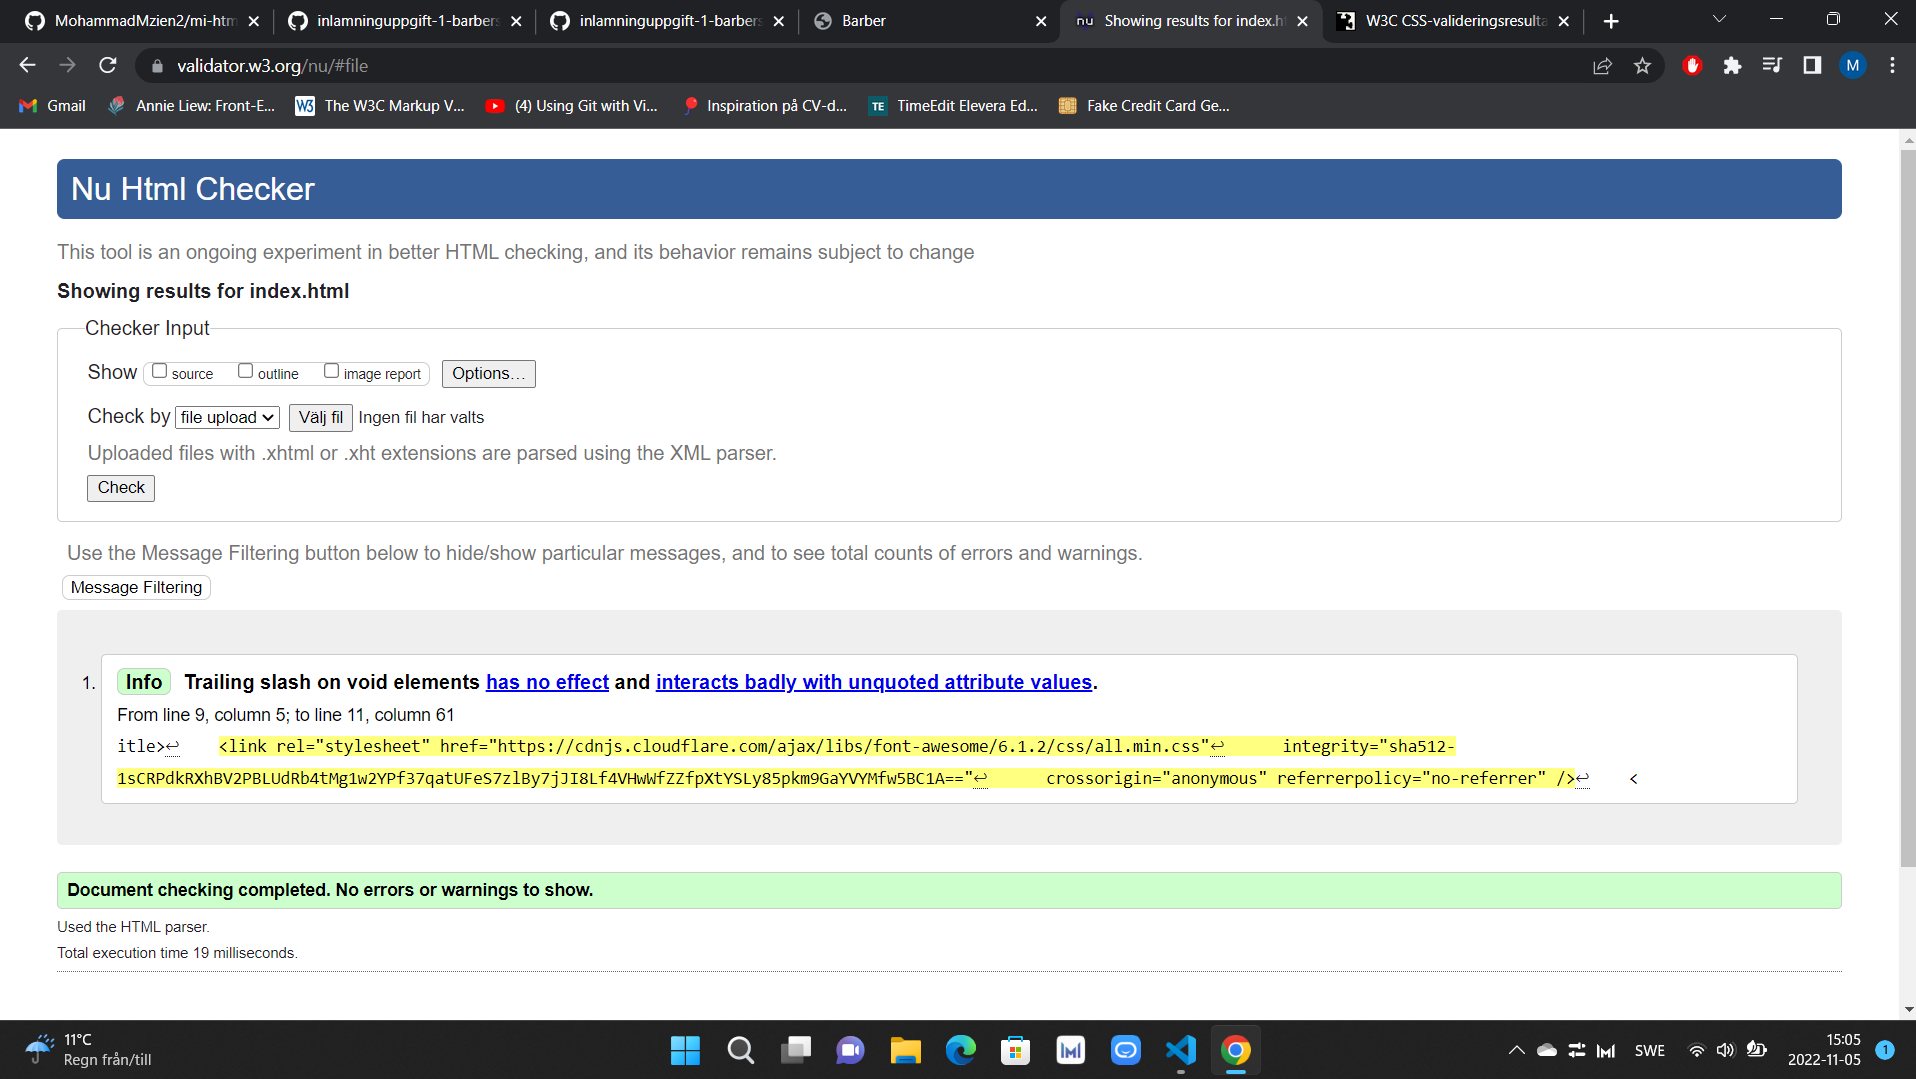 MohammadMzien2/mi-htm
inlamninguppgift-1-barbers
inlamninguppgift-1-barbers
Barber
nu Showing results for index.ht
W3C CSS-valideringsresulta
validator.w3.org/nu/#file
M
Gmail
Annie Liew: Front-E...
W3 The W3C Markup V...
(4) Using Git with Vi...
Inspiration på CV-d...
TE TimeEdit Elevera Ed...
Fake Credit Card Ge...
Nu Html Checker
This tool is an ongoing experiment in better HTML checking, and its behavior remains subject to change
Showing results for index.html
Checker Input
Show source outline image report Options...
Check by file upload Välj fil Ingen fil har valts
Uploaded files with .xhtml or .xht extensions are parsed using the XML parser.
Check
Use the Message Filtering button below to hide/show particular messages, and to see total counts of errors and warnings.
Message Filtering
1. Info Trailing slash on void elements has no effect and interacts badly with unquoted attribute values.
From line 9, column 5; to line 11, column 61
itle>↩ <link rel="stylesheet" href="https://cdnjs.cloudflare.com/ajax/libs/font-awesome/6.1.2/css/all.min.css"↩ integrity="sha512-
1sCRPdkRXhBV2PBLUdRb4tMg1w2YPf37qatUFeS7zlBy7jJI8Lf4VHwWfZZfpXtYSLy85pkm9GaYVYMfw5BC1A=="↩ crossorigin="anonymous" referrerpolicy="no-referrer" />↩ <
Document checking completed. No errors or warnings to show.
Used the HTML parser.
Total execution time 19 milliseconds.
11°C
Regn från/till
SWE
15:05
2022-11-05
1